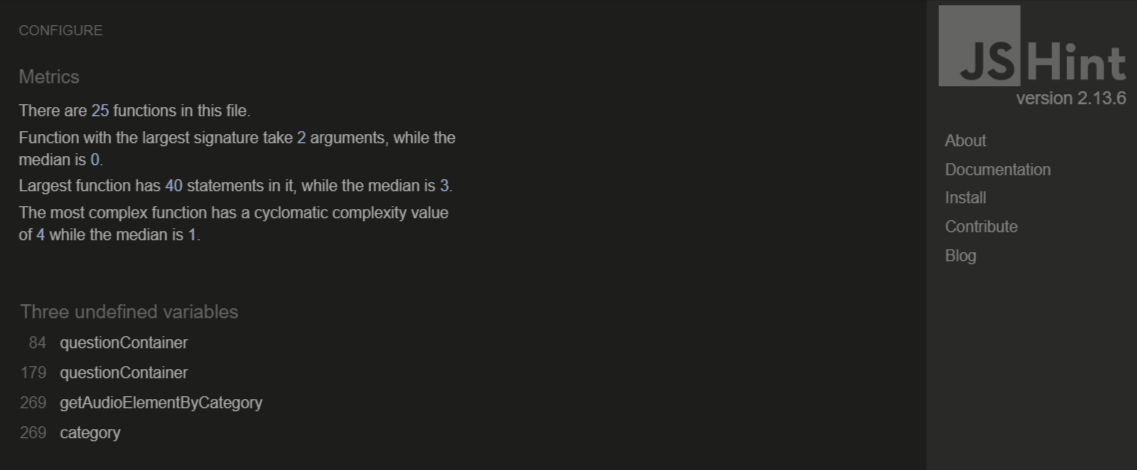 CONFIGURE
Metrics
There are 25 functions in this file.
Function with the largest signature take 2 arguments, while the
median is 0.
Largest function has 40 statements in it, while the median is 3.
The most complex function has a cyclomatic complexity value
of 4 while the median is 1.
Three undefined variables
84 questionContainer
179 questionContainer
269 getAudioElementByCategory
269 category
JSHint
version 2.13.6
About
Documentation
Install
Contribute
Blog